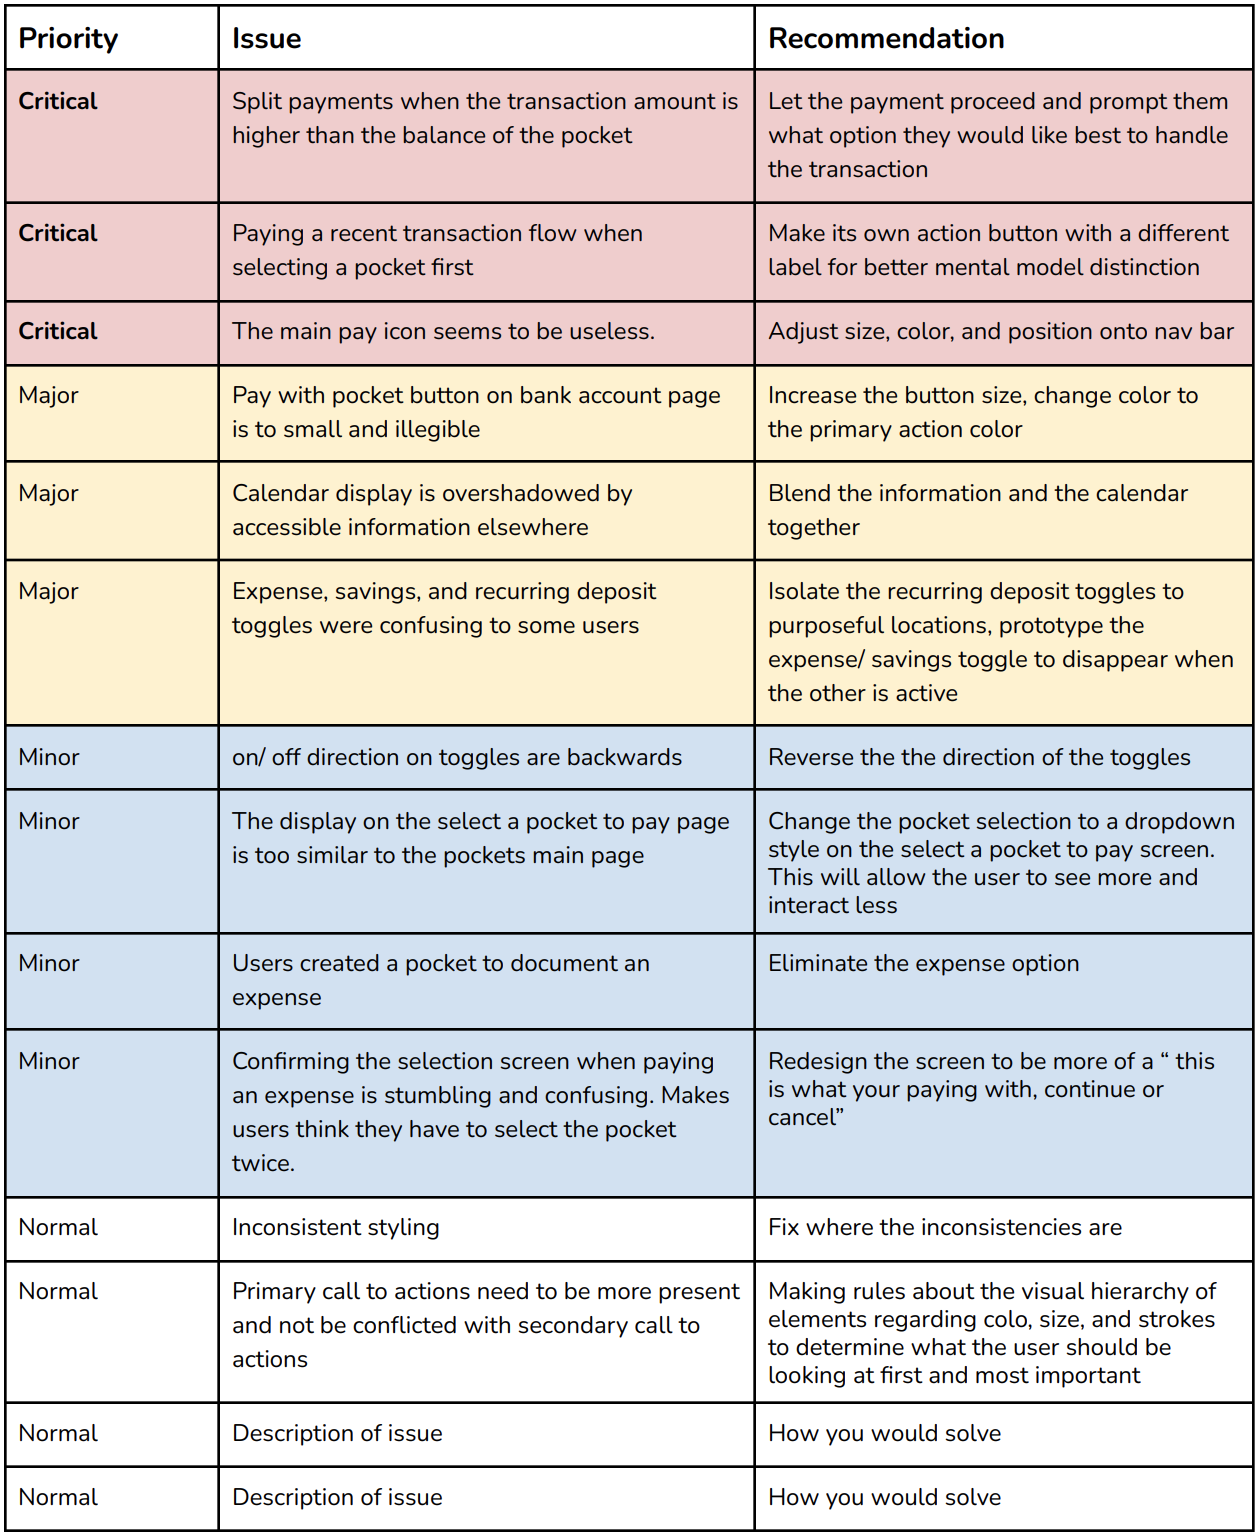 Priority Issue Recommendation
Critical Split payments when the transaction amount is Let the payment proceed and prompt them
higher than the balance of the pocket what option they would like best to handle
the transaction
Critical Paying a recent transaction flow when Make its own action button with a different
selecting a pocket first label for better mental model distinction
Critical The main pay icon seems to be useless. Adjust size, color, and position onto nav bar
Major Pay with pocket button on bank account page Increase the button size, change color to
is to small and illegible the primary action color
Major Calendar display is overshadowed by Blend the information and the calendar
accessible information elsewhere together
Major Expense, savings, and recurring deposit Isolate the recurring deposit toggles to
toggles were confusing to some users purposeful locations, prototype the
expense/ savings toggle to disappear when
the other is active
Minor on/ off direction on toggles are backwards Reverse the the direction of the toggles
Minor The display on the select a pocket to pay page Change the pocket selection to a dropdown
is too similar to the pockets main page style on the select a pocket to pay screen.
This will allow the user to see more and
interact less
Minor Users created a pocket to document an Eliminate the expense option
expense
Minor Confirming the selection screen when paying Redesign the screen to be more of a “ this
an expense is stumbling and confusing. Makes is what your paying with, continue or
users think they have to select the pocket cancel”
twice.
Normal Inconsistent styling Fix where the inconsistencies are
Normal Primary call to actions need to be more present Making rules about the visual hierarchy of
and not be conflicted with secondary call to elements regarding colo, size, and strokes
actions to determine what the user should be
looking at first and most important
Normal Description of issue How you would solve
Normal Description of issue How you would solve